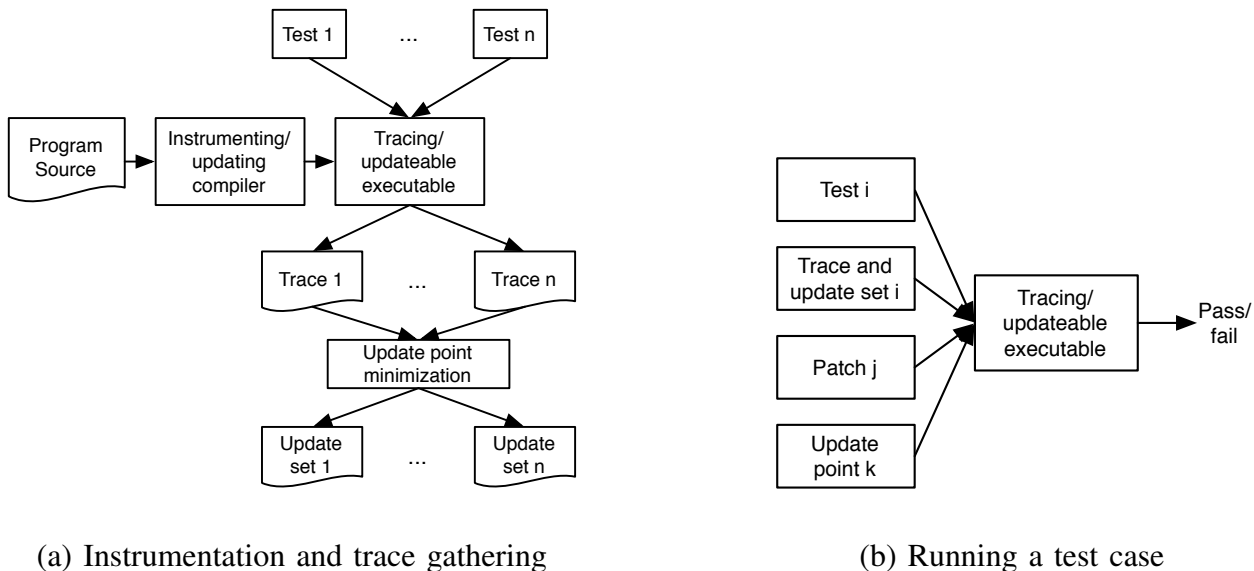 Test 1
...
Test n
Program
Source
Instrumenting/
updating
compiler
Tracing/
updateable
executable
Trace 1
...
Trace n
Update point
minimization
Update
set 1
...
Update
set n
(a) Instrumentation and trace gathering
Test i
Trace and
update set i
Patch j
Update
point k
Tracing/
updateable
executable
Pass/
fail
(b) Running a test case